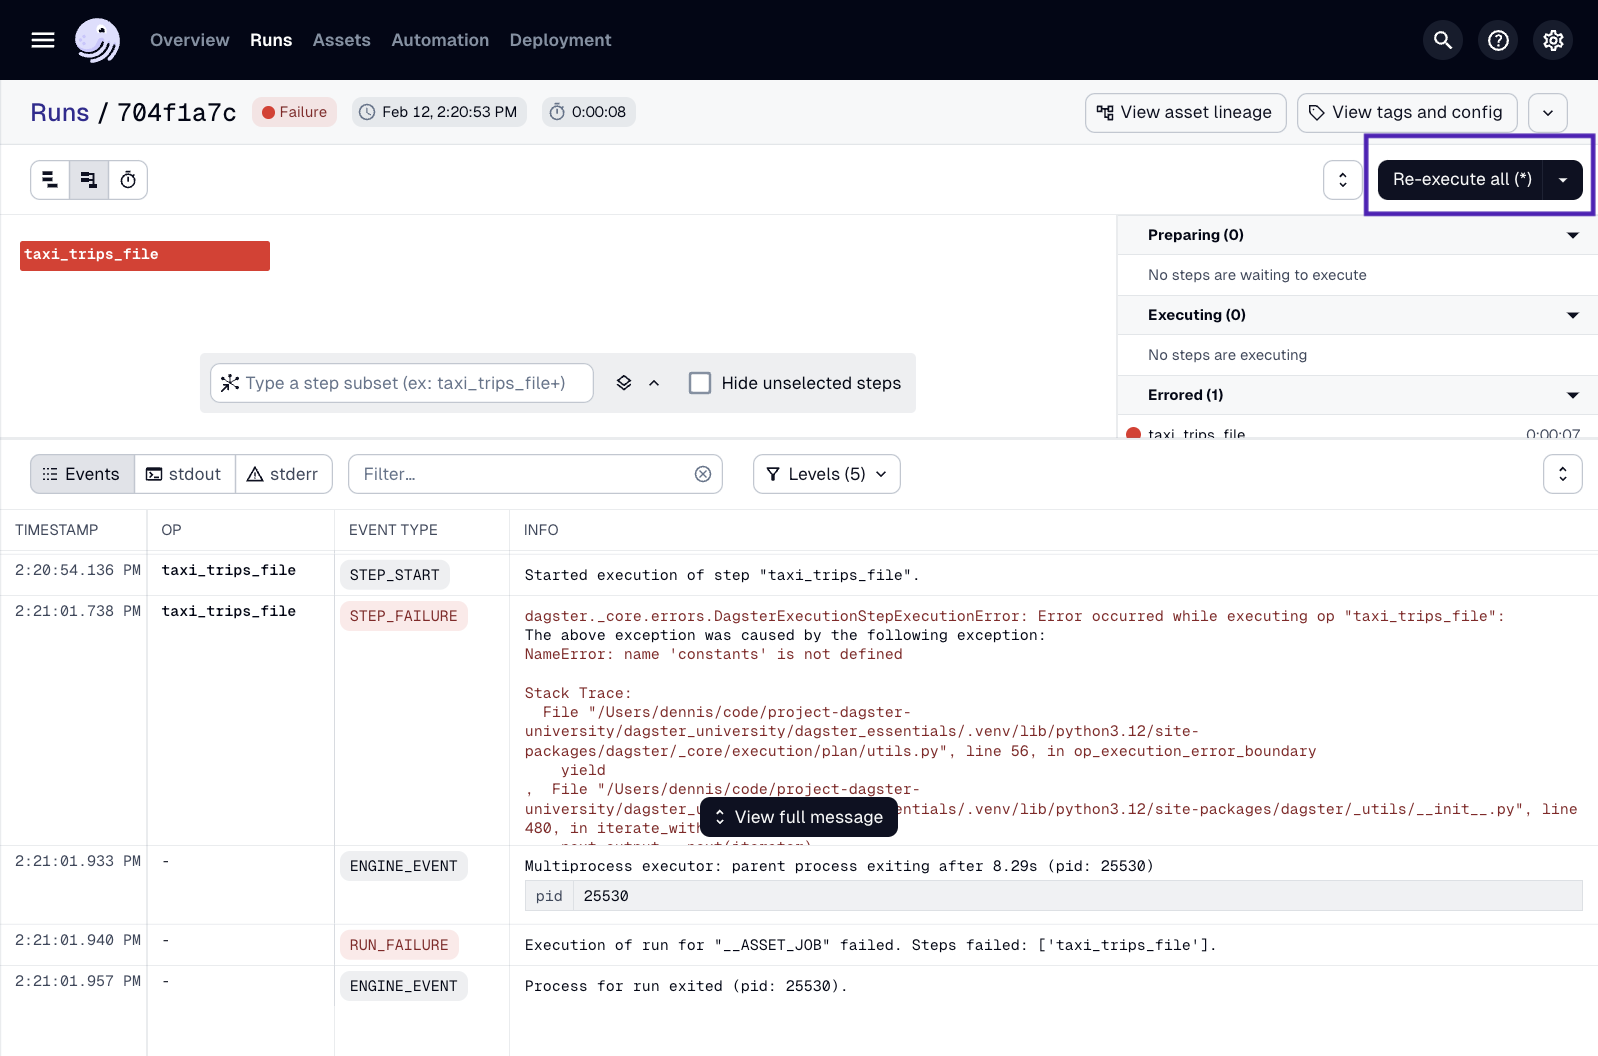 Overview Runs Assets Automation Deployment
Runs / 704f1a7c Failure Feb 12, 2:20:53 PM 0:00:08 View asset lineage View tags and config
Re-execute all (*)
taxi_trips_file
Preparing (0)
No steps are waiting to execute
Executing (0)
No steps are executing
Errored (1)
taxi_trips_file 0:00:07
Type a step subset (ex: taxi_trips_file+) Hide unselected steps
Events stdout stderr Filter... Levels (5)
TIMESTAMP OP EVENT TYPE INFO
2:20:54.136 PM taxi_trips_file STEP_START Started execution of step "taxi_trips_file".
2:21:01.738 PM taxi_trips_file STEP_FAILURE dagster._core.errors.DagsterExecutionStepExecutionError: Error occurred while executing op "taxi_trips_file":
The above exception was caused by the following exception:
NameError: name 'constants' is not defined
Stack Trace:
File "/Users/dennis/code/project-dagster-
university/dagster_university/dagster_essentials/.venv/lib/python3.12/site-
packages/dagster/_core/execution/plan/utils.py", line 56, in op_execution_error_boundary
yield
, File "/Users/dennis/code/project-dagster-
university/dagster_u entials/.venv/lib/python3.12/site-packages/dagster/_utils/__init__.py", line
View full message
480, in iterate_with
2:21:01.933 PM - ENGINE_EVENT Multiprocess executor: parent process exiting after 8.29s (pid: 25530)
pid 25530
2:21:01.940 PM - RUN_FAILURE Execution of run for "__ASSET_JOB" failed. Steps failed: ['taxi_trips_file'].
2:21:01.957 PM - ENGINE_EVENT Process for run exited (pid: 25530).